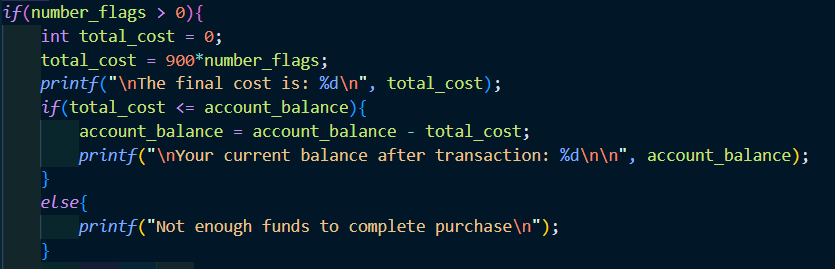 if(number_flags > 0){
int total_cost = 0;
total_cost = 900*number_flags;
printf("\nThe final cost is: %d\n", total_cost);
if(total_cost <= account_balance){
account_balance = account_balance - total_cost;
printf("\nYour current balance after transaction: %d\n\n", account_balance);
}
else{
printf("Not enough funds to complete purchase\n");
}